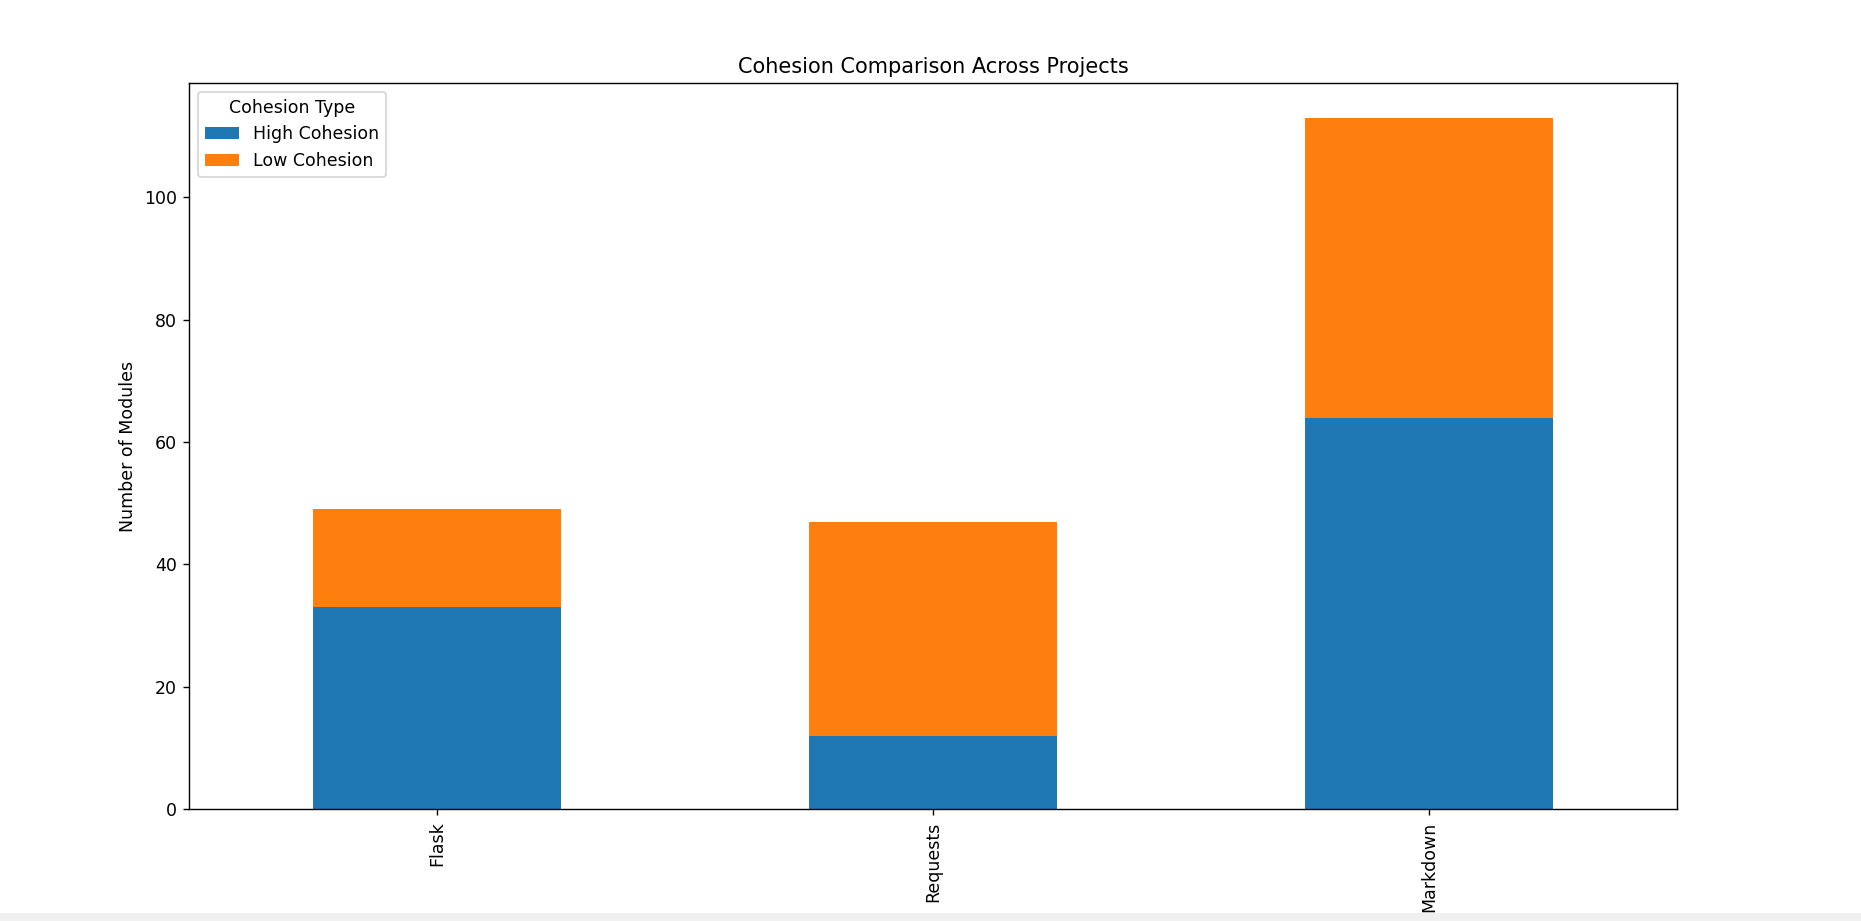 Cohesion Comparison Across Projects
Cohesion Type
High Cohesion
Low Cohesion
Number of Modules
100
80
60
40
20
0
Flask
Requests
Markdown